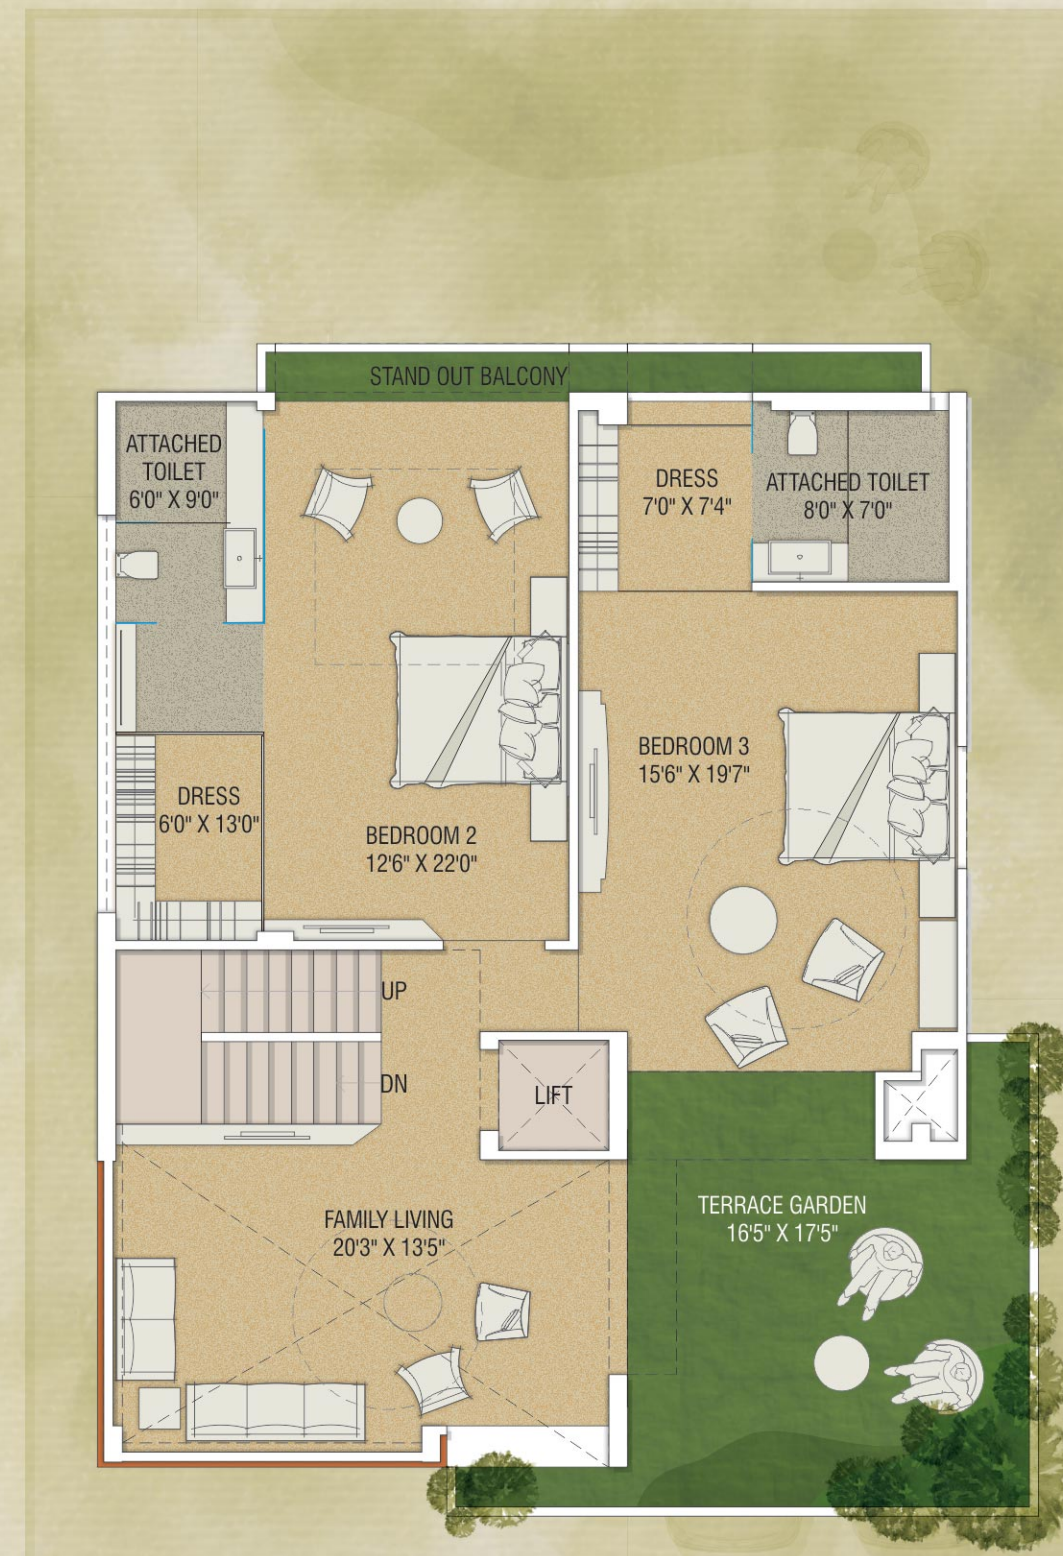 STAND OUT BALCONY
ATTACHED
TOILET
6'0" X 9'0"
DRESS
7'0" X 7'4"
ATTACHED TOILET
8'0" X 7'0"
DRESS
6'0" X 13'0"
BEDROOM 2
12'6" X 22'0"
BEDROOM 3
15'6" X 19'7"
UP
DN
LIFT
FAMILY LIVING
20'3" X 13'5"
TERRACE GARDEN
16'5" X 17'5"